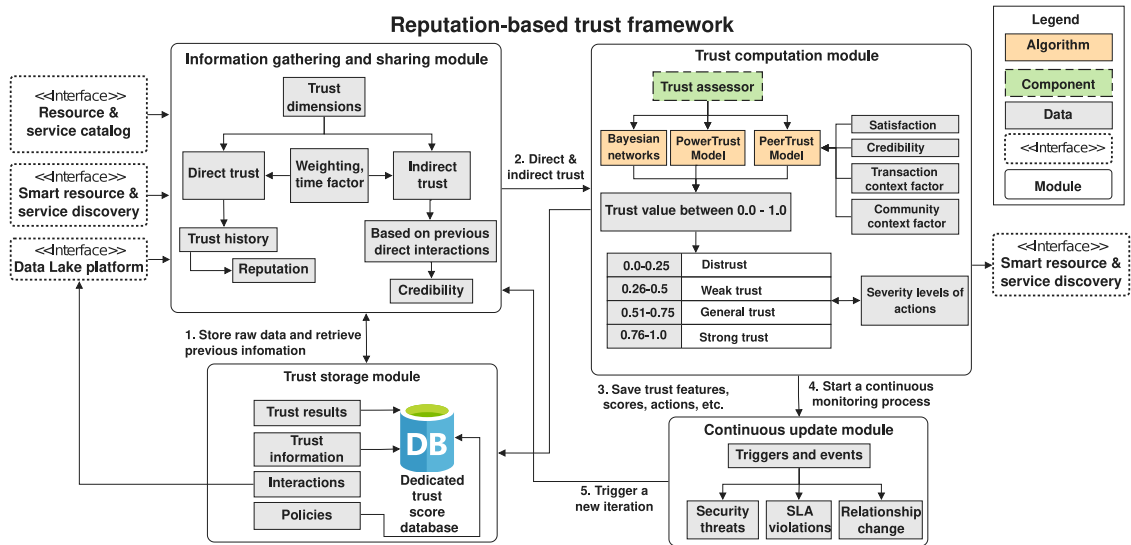 Reputation-based trust framework
Legend
Algorithm
Component
Data
<<Interface>>
Module
<<Interface>>
Resource &
service catalog
<<Interface>>
Smart resource &
service discovery
<<Interface>>
Data Lake platform
Information gathering and sharing module
Trust
dimensions
Direct trust
Weighting,
time factor
Indirect
trust
Trust history
Reputation
Based on previous
direct interactions
Credibility
2. Direct &
indirect trust
Trust computation module
Trust assessor
Bayesian
networks
PowerTrust
Model
PeerTrust
Model
Satisfaction
Credibility
Transaction
context factor
Community
context factor
Trust value between 0.0 - 1.0
0.0-0.25 Distrust
0.26-0.5 Weak trust
0.51-0.75 General trust
0.76-1.0 Strong trust
Severity levels of
actions
<<Interface>>
Smart resource &
service discovery
1. Store raw data and retrieve
previous infomation
Trust storage module
Trust results
Trust
information
Interactions
Policies
DB
Dedicated
trust
score
database
3. Save trust features,
scores, actions, etc.
4. Start a continuous
monitoring process
Continuous update module
Triggers and events
Security
threats
SLA
violations
Relationship
change
5. Trigger a
new iteration